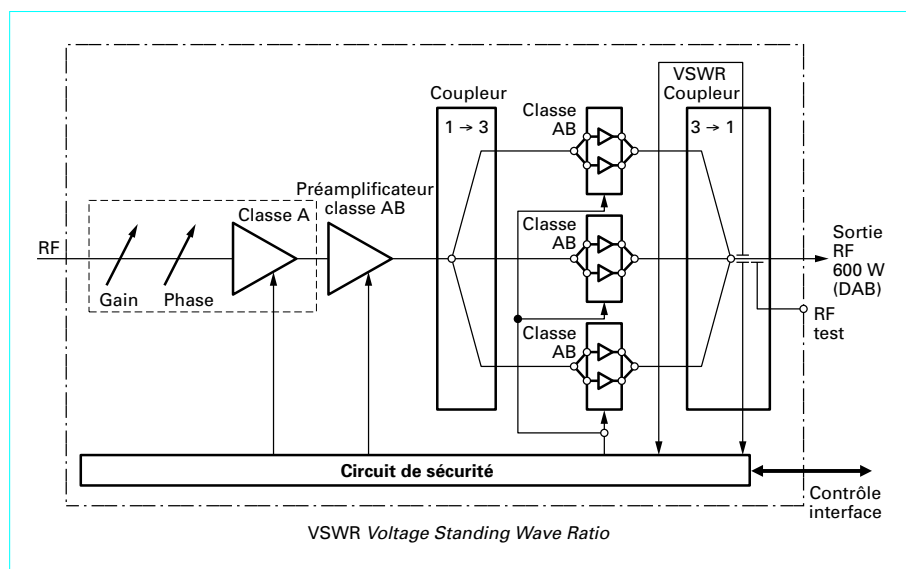 VSWR
Coupleur
Coupleur
1 → 3
3 → 1
Classe
AB
Préamplificateur
classe AB
Classe A
RF
Gain
Phase
Classe
AB
Classe
AB
Sortie
RF
600 W
(DAB)
RF
test
Circuit de sécurité
Contrôle
interface
VSWR Voltage Standing Wave Ratio